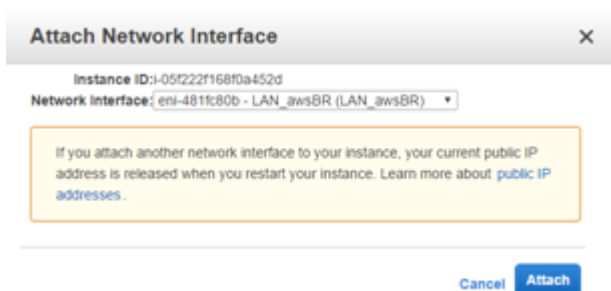 Attach Network Interface
Instance ID:i-05f222f168f0a452d
Network Interface: eni-481fc80b - LAN_awsBR (LAN_awsBR)
If you attach another network interface to your instance, your current public IP
address is released when you restart your instance. Learn more about public IP
addresses.
Cancel Attach